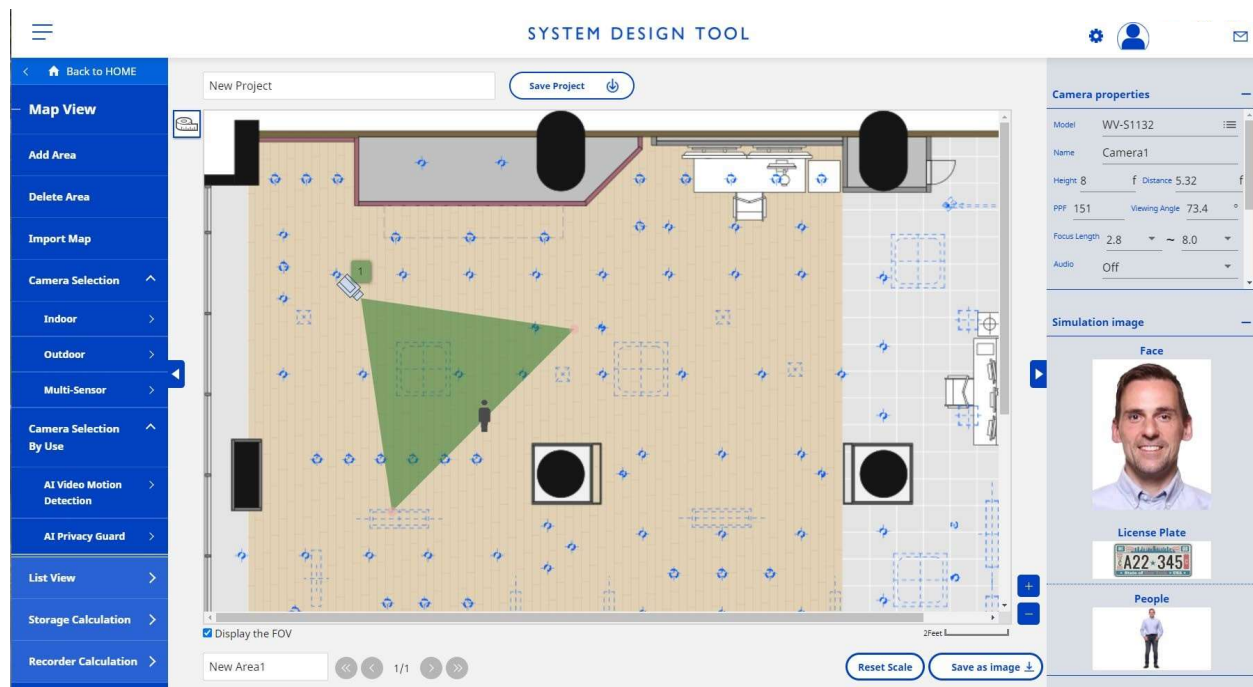 SYSTEM DESIGN TOOL
Back to HOME
Map View
Add Area
Delete Area
Import Map
Camera Selection
Indoor
Outdoor
Multi-Sensor
Camera Selection
By Use
AI Video Motion
Detection
AI Privacy Guard
List View
Storage Calculation
Recorder Calculation
New Project
Save Project
1
Display the FOV
2Feet
New Area1
1/1
Reset Scale
Save as image
Camera properties
Model WV-S1132
Name Camera1
Height 8 f Distance 5.32 f
PPF 151 Viewing Angle 73.4 °
Focus Length 2.8 ~ 8.0
Audio Off
Simulation image
Face
License Plate
A22-345
People